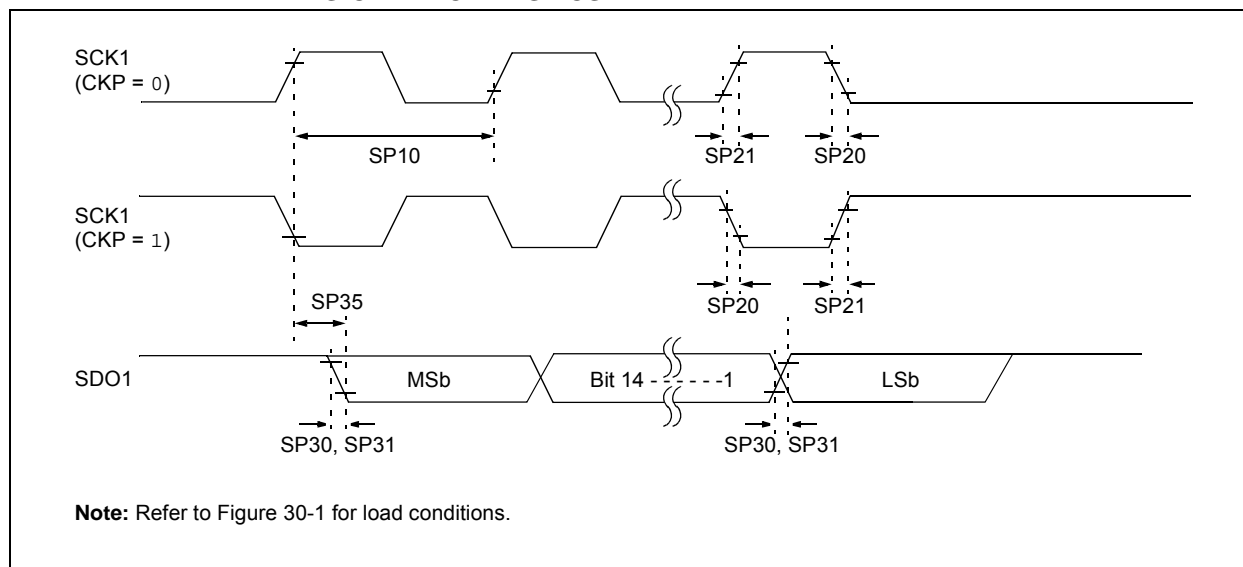 SCK1
(CKP = 0)
SP10
SP21
SP20
SCK1
(CKP = 1)
SP35
SP20
SP21
SDO1
MSb
Bit 14 - - - - - -1
LSb
SP30, SP31
SP30, SP31
Note: Refer to Figure 30-1 for load conditions.